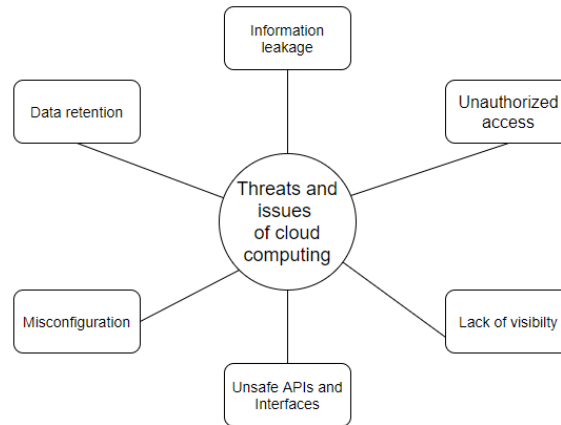 Information
leakage
Data retention
Unauthorized
access
Threats and
issues
of cloud
computing
Misconfiguration
Lack of visibilty
Unsafe APIs and
Interfaces